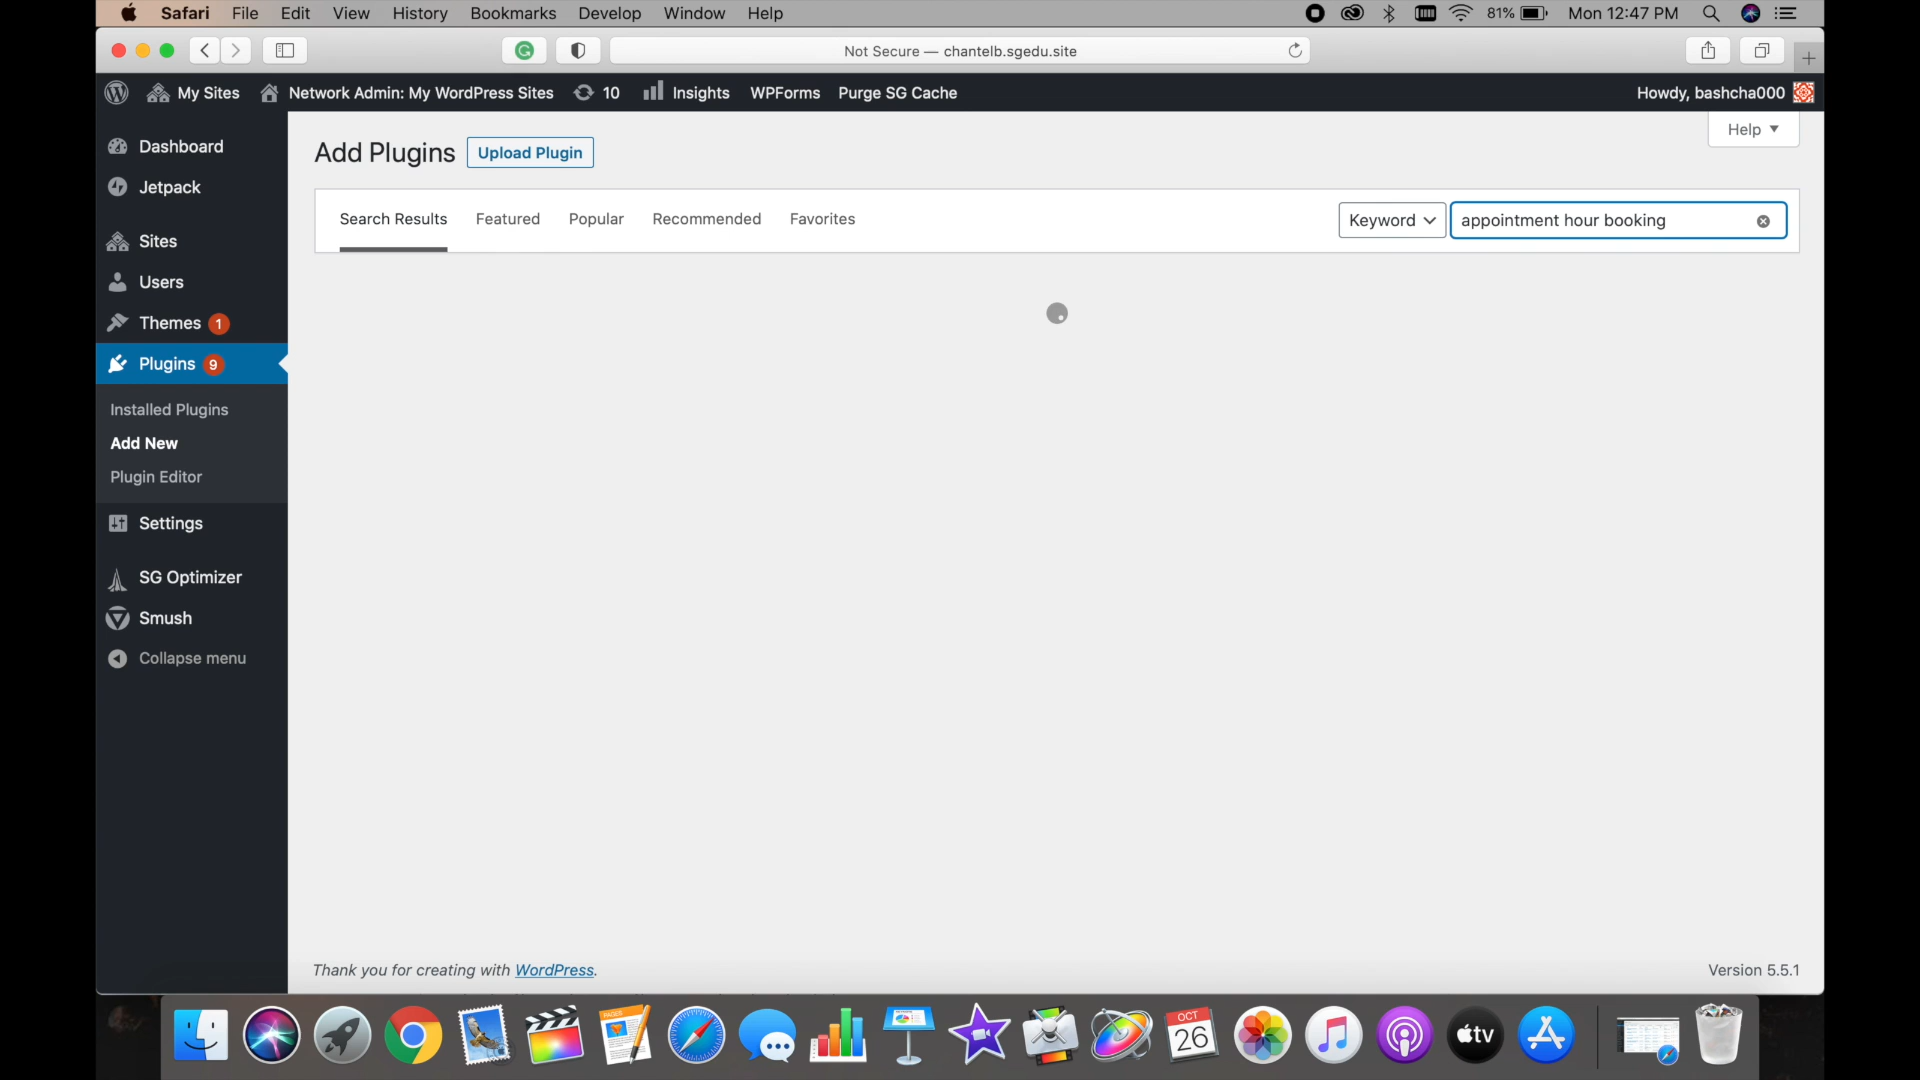 Safari File Edit View History Bookmarks Develop Window Help 81% Mon 12:47 PM
Not Secure — chantelb.sgedu.site
My Sites Network Admin: My WordPress Sites 10 Insights WPForms Purge SG Cache Howdy, bashcha000
Help
Add Plugins Upload Plugin
Search Results Featured Popular Recommended Favorites Keyword appointment hour booking
Dashboard
Jetpack
Sites
Users
Themes 1
Plugins 9
Installed Plugins
Add New
Plugin Editor
Settings
SG Optimizer
Smush
Collapse menu
Thank you for creating with WordPress. Version 5.5.1
PAGES
OCT
26
tv